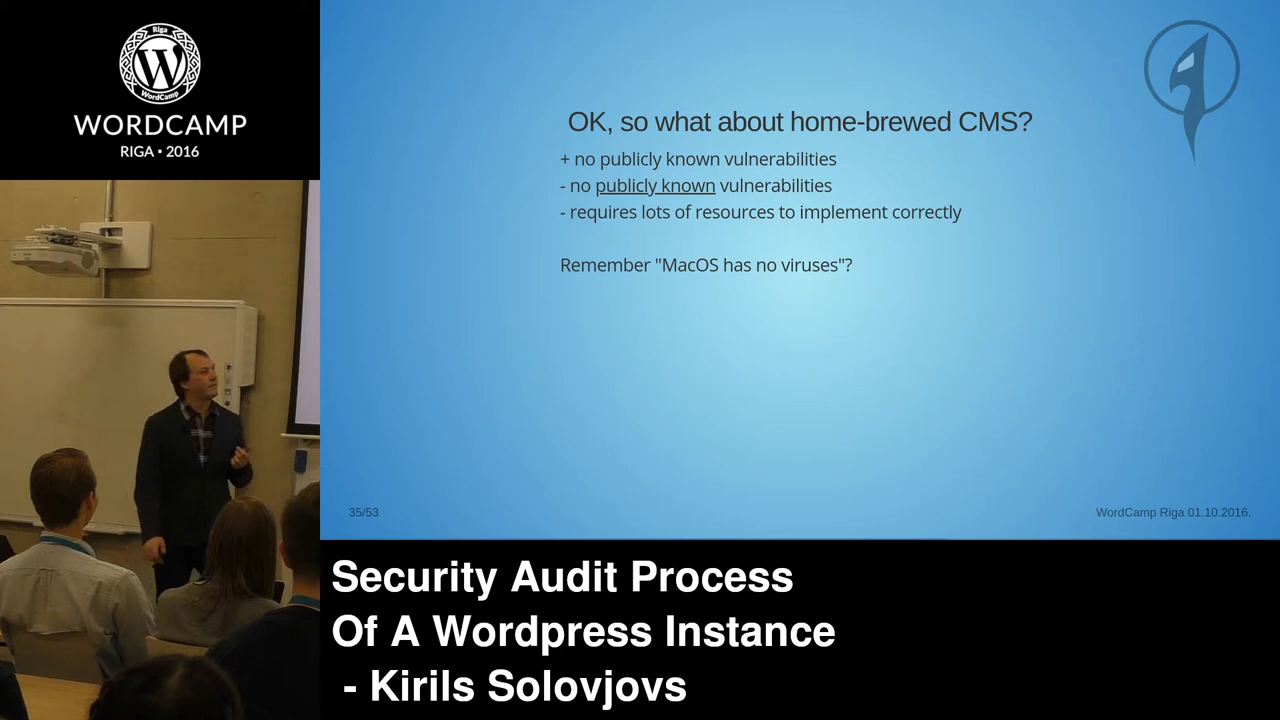 Riga
WordCamp
WORDCAMP
RIGA • 2016
OK, so what about home-brewed CMS?
+ no publicly known vulnerabilities
- no publicly known vulnerabilities
- requires lots of resources to implement correctly
Remember "MacOS has no viruses"?
35/53
WordCamp Riga 01.10.2016.
Security Audit Process
Of A Wordpress Instance
- Kirils Solovjovs